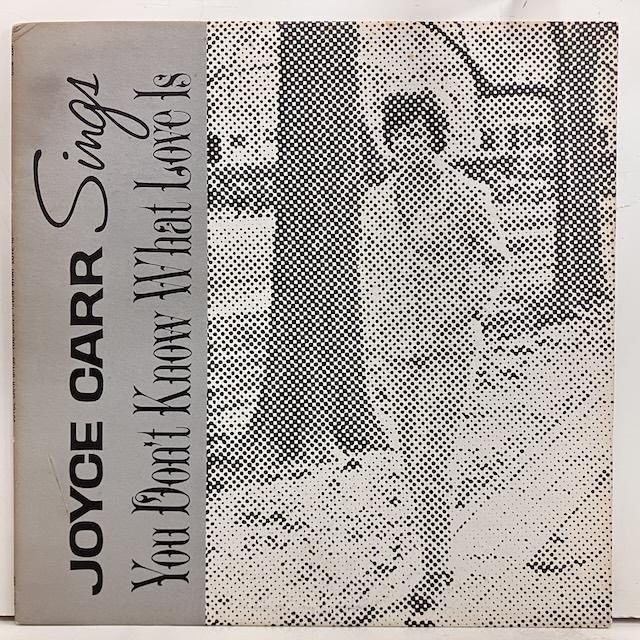 JOYCE CARR Sings
You Don't Know What Love Is